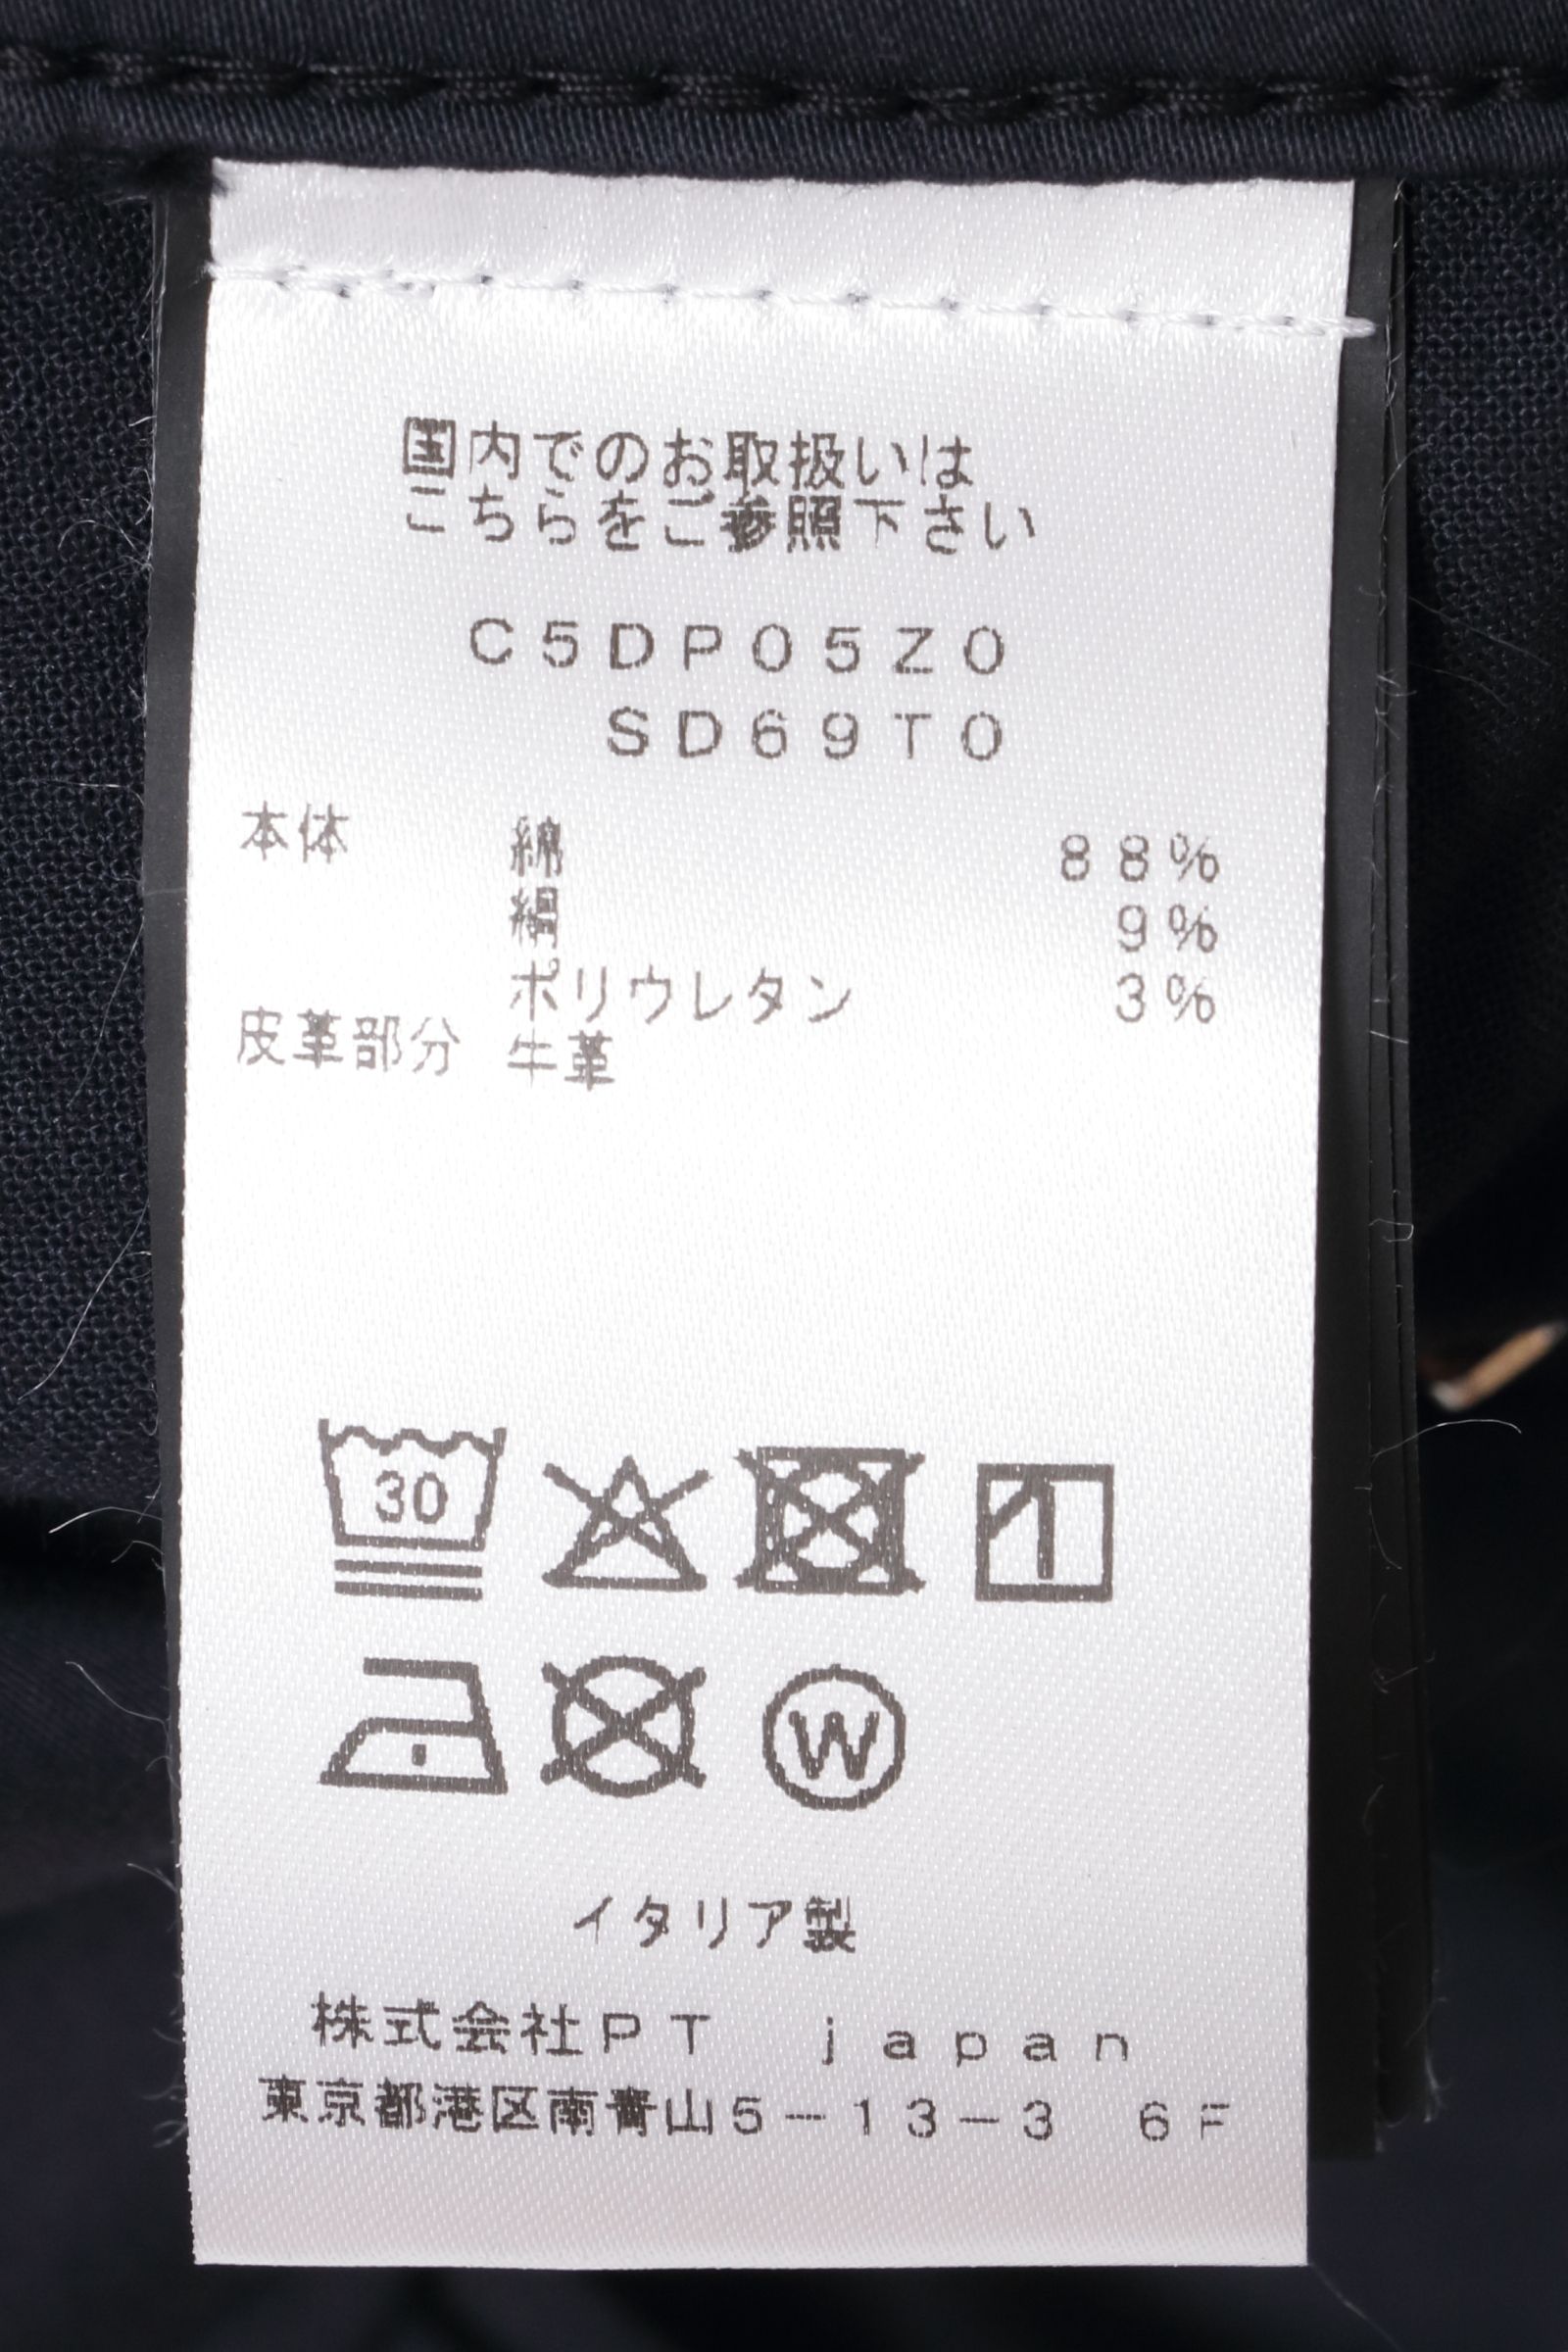 国内でのお取扱いは
こちらをご参照下さい
C5DP05Z0
SD69T0
本体 綿 88%
絹 9%
ポリウレタン 3%
皮革部分 牛革
30
W
イタリア製
株式会社PT japan
東京都港区南青山5-13-3 6F